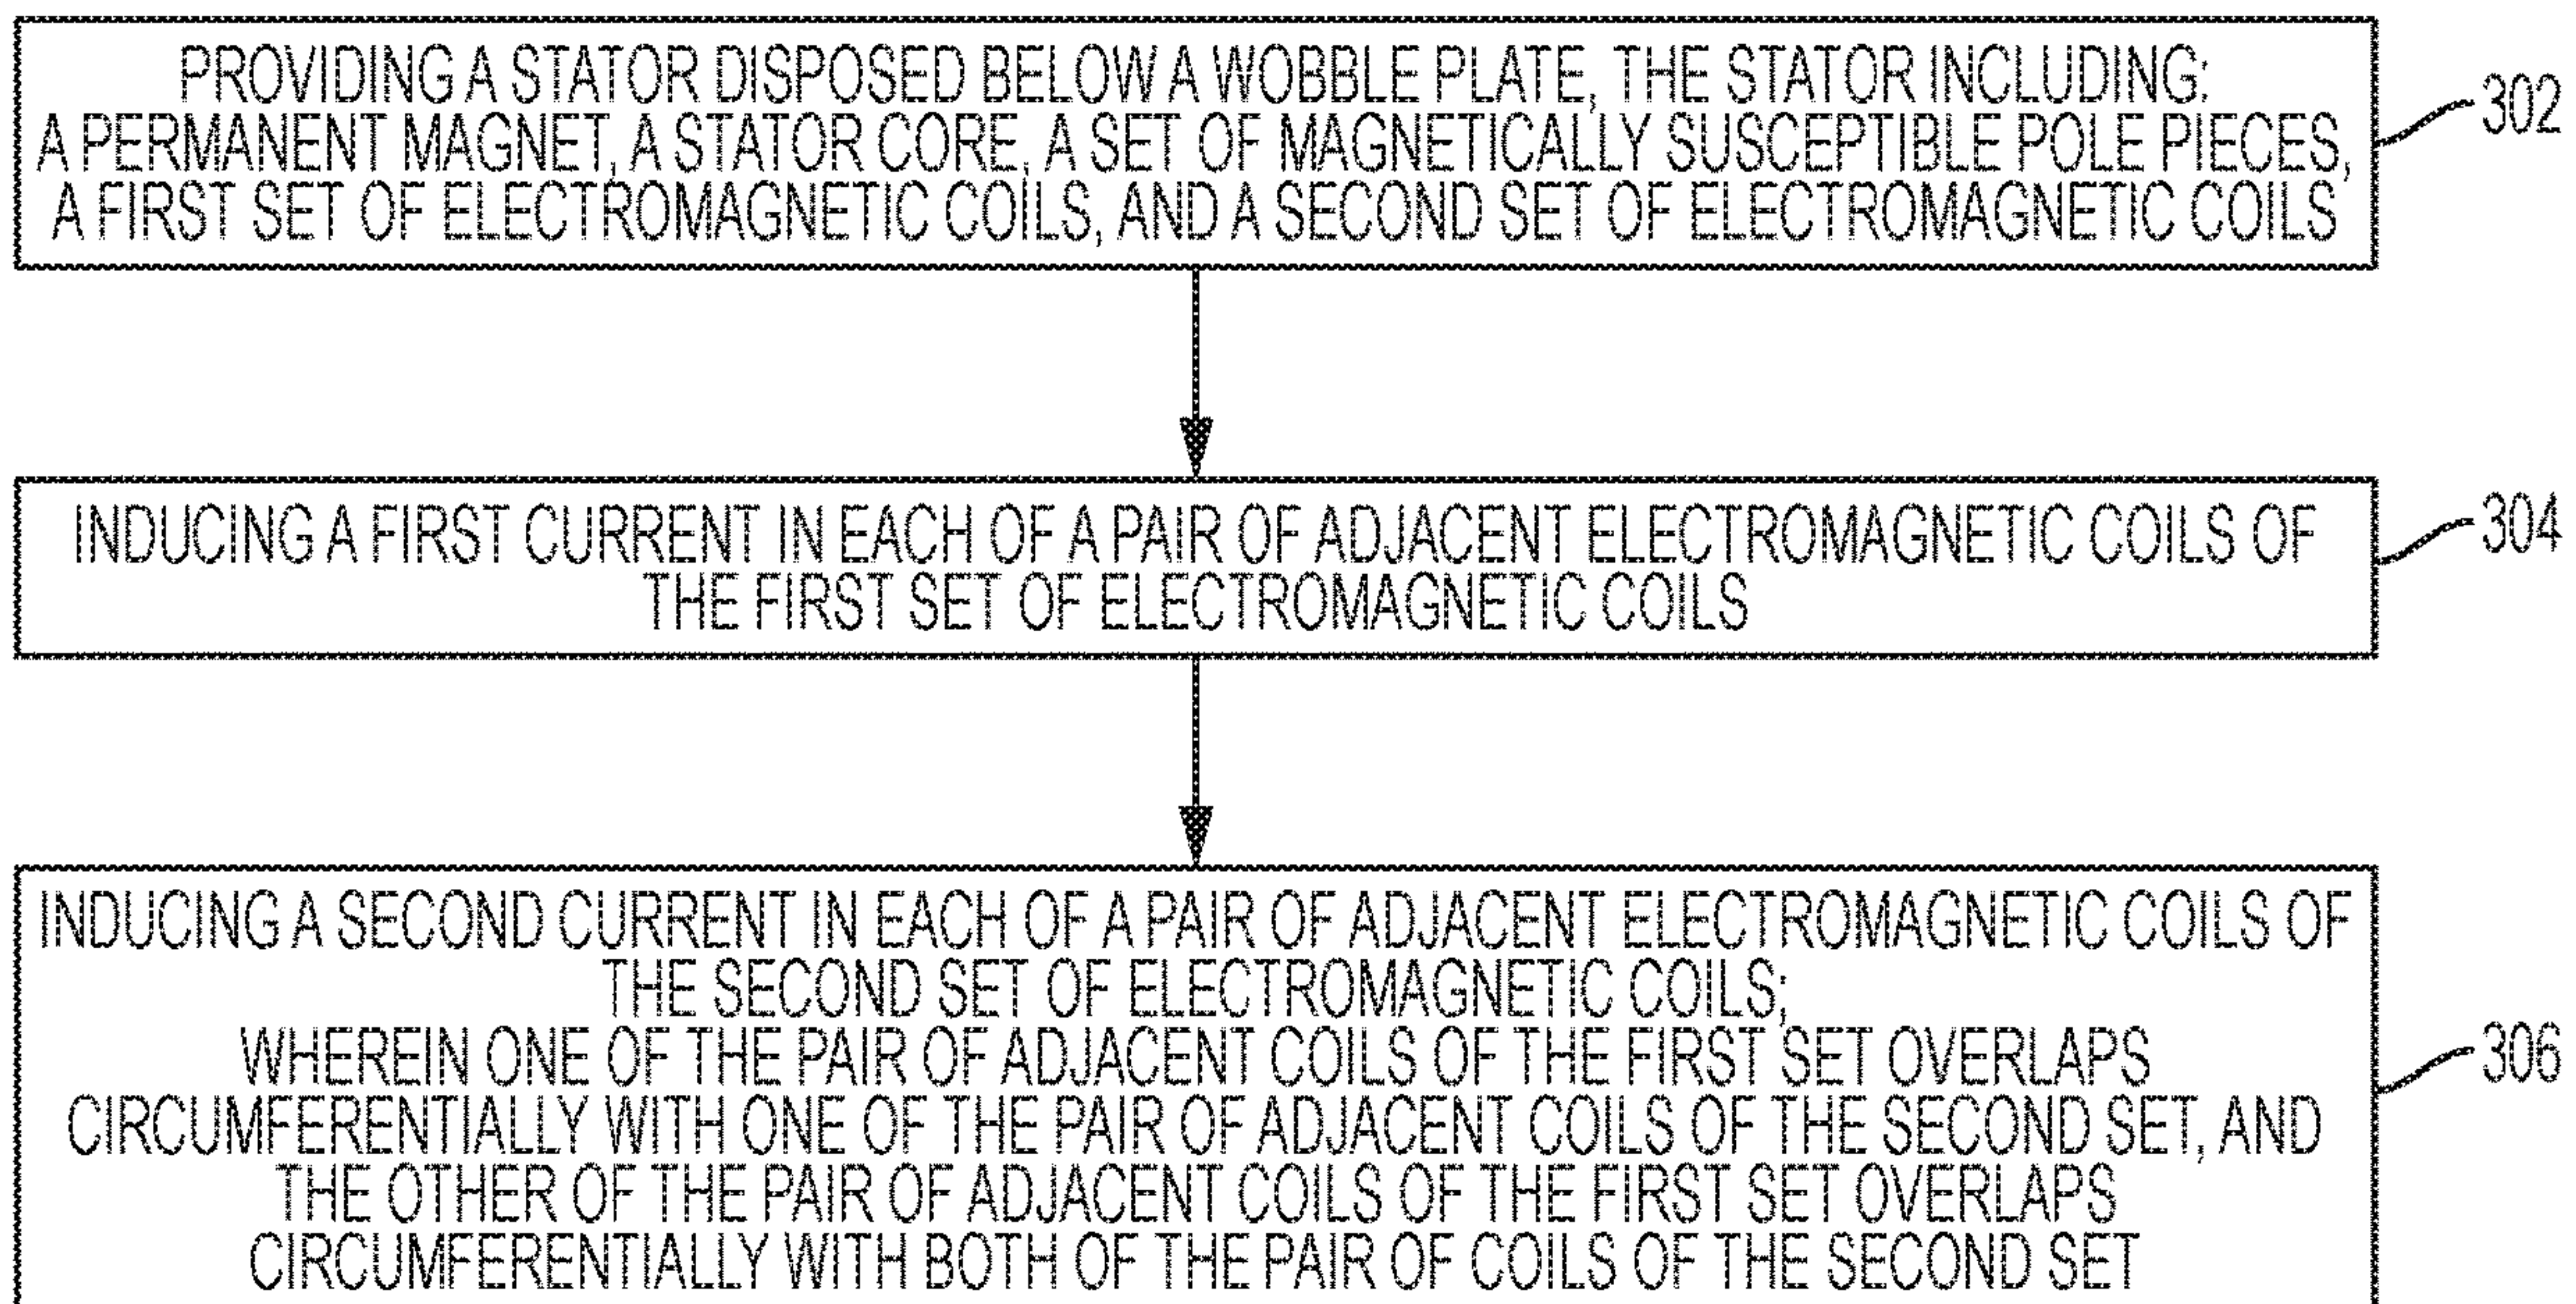 PROVIDING A STATOR DISPOSED BELOW A WOBBLE PLATE, THE STATOR INCLUDING:
A PERMANENT MAGNET, A STATOR CORE, A SET OF MAGNETICALLY SUSCEPTIBLE POLE PIECES,
A FIRST SET OF ELECTROMAGNETIC COILS, AND A SECOND SET OF ELECTROMAGNETIC COILS
302
INDUCING A FIRST CURRENT IN EACH OF A PAIR OF ADJACENT ELECTROMAGNETIC COILS OF
THE FIRST SET OF ELECTROMAGNETIC COILS
304
INDUCING A SECOND CURRENT IN EACH OF A PAIR OF ADJACENT ELECTROMAGNETIC COILS OF
THE SECOND SET OF ELECTROMAGNETIC COILS;
WHEREIN ONE OF THE PAIR OF ADJACENT COILS OF THE FIRST SET OVERLAPS
CIRCUMFERENTIALLY WITH ONE OF THE PAIR OF ADJACENT COILS OF THE SECOND SET, AND
THE OTHER OF THE PAIR OF ADJACENT COILS OF THE FIRST SET OVERLAPS
CIRCUMFERENTIALLY WITH BOTH OF THE PAIR OF COILS OF THE SECOND SET
306